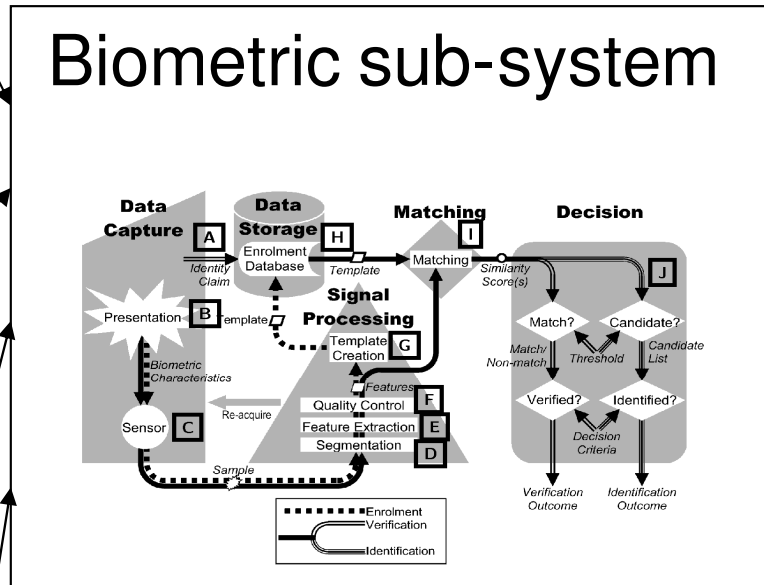 Biometric sub-system
Data
Capture
Data
Storage
Matching
Decision
A
H
I
J
Identity
Claim
Enrolment
Database
Template
Matching
Similarity
Score(s)
Presentation
B
Template
Signal
Processing
Template
Creation
G
Match?
Candidate?
Biometric
Characteristics
Match/
Non-match
Threshold
Candidate
List
Features
Sensor
C
Re-acquire
Quality Control
F
Feature Extraction
E
Segmentation
D
Verified?
Identified?
Decision
Criteria
Sample
Verification
Outcome
Identification
Outcome
Enrolment
Verification
Identification